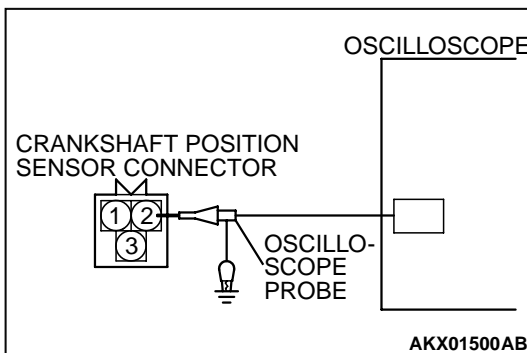 OSCILLOSCOPE
CRANKSHAFT POSITION
SENSOR CONNECTOR
1 2
3
OSCILLO-
SCOPE
PROBE
AKX01500AB